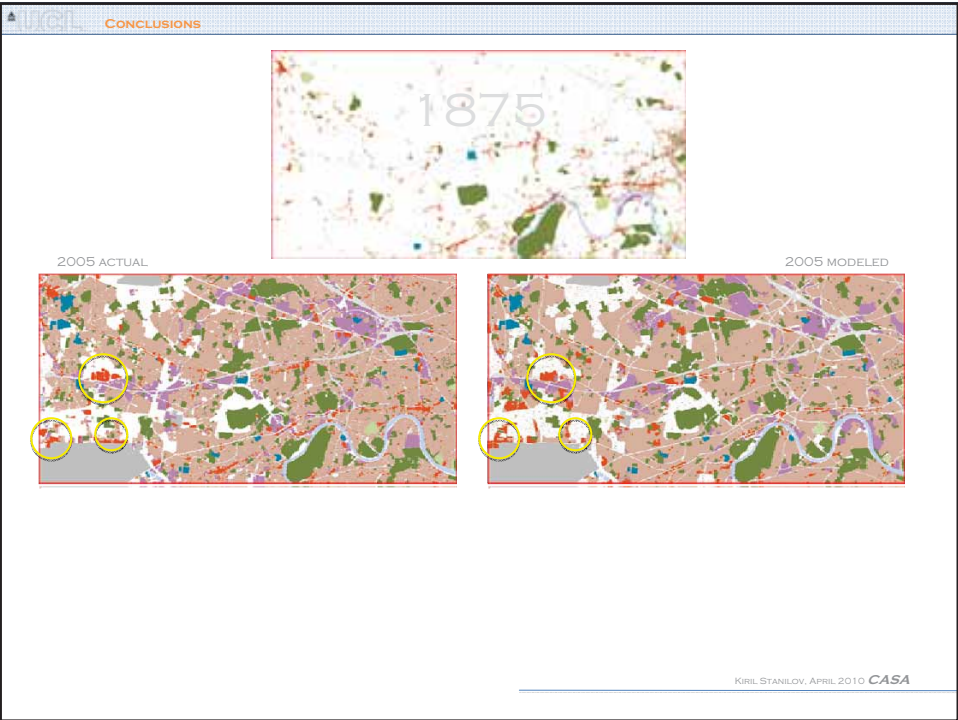 UCL
Conclusions
1875
2005 actual
2005 modeled
Kiril Stanilov, April 2010 CASA